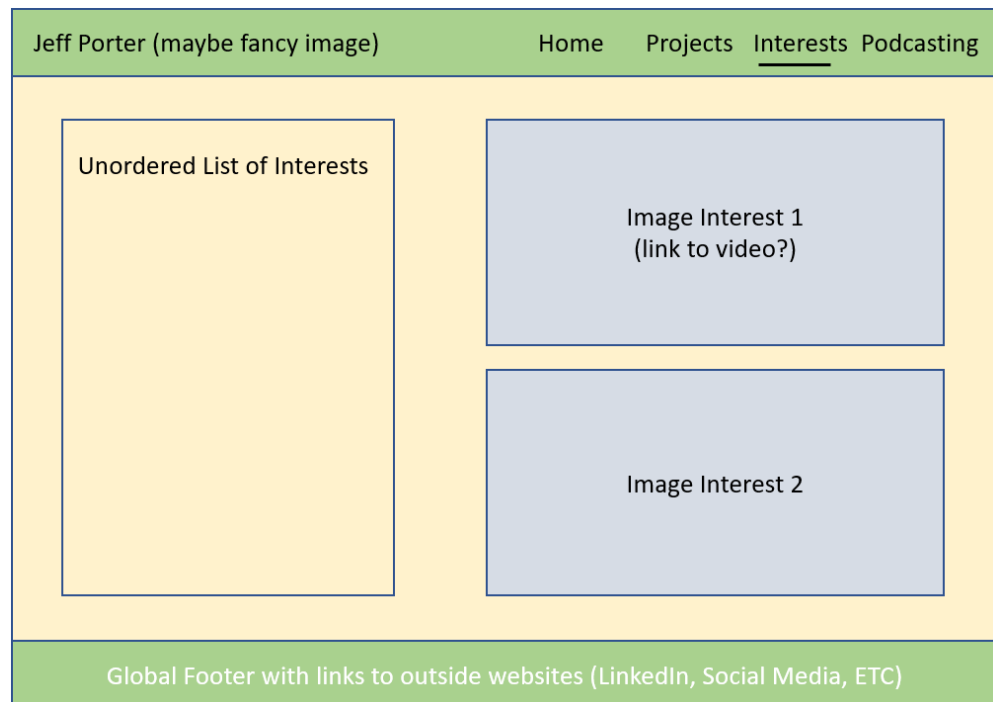 Jeff Porter (maybe fancy image)
Home Projects Interests Podcasting
Unordered List of Interests
Image Interest 1
(link to video?)
Image Interest 2
Global Footer with links to outside websites (LinkedIn, Social Media, ETC)